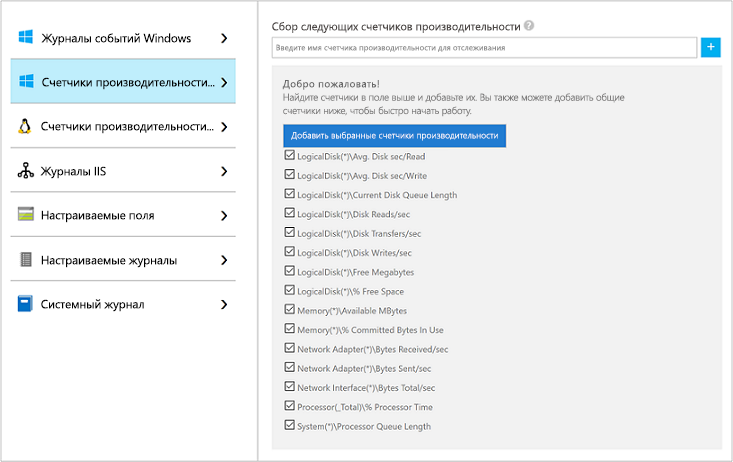 Журналы событий Windows
Счетчики производительности...
Счетчики производительности...
Журналы IIS
Настраиваемые поля
Настраиваемые журналы
Системный журнал
Сбор следующих счетчиков производительности ?
Введите имя счетчика производительности для отслеживания
+
Добро пожаловать!
Найдите счетчики в поле выше и добавьте их. Вы также можете добавить общие
счетчики ниже, чтобы быстро начать работу.
Добавить выбранные счетчики производительности
LogicalDisk(*)\Avg. Disk sec/Read
LogicalDisk(*)\Avg. Disk sec/Write
LogicalDisk(*)\Current Disk Queue Length
LogicalDisk(*)\Disk Reads/sec
LogicalDisk(*)\Disk Transfers/sec
LogicalDisk(*)\Disk Writes/sec
LogicalDisk(*)\Free Megabytes
LogicalDisk(*)\% Free Space
Memory(*)\Available MBytes
Memory(*)\% Committed Bytes In Use
Network Adapter(*)\Bytes Received/sec
Network Adapter(*)\Bytes Sent/sec
Network Interface(*)\Bytes Total/sec
Processor(_Total)\% Processor Time
System(*)\Processor Queue Length